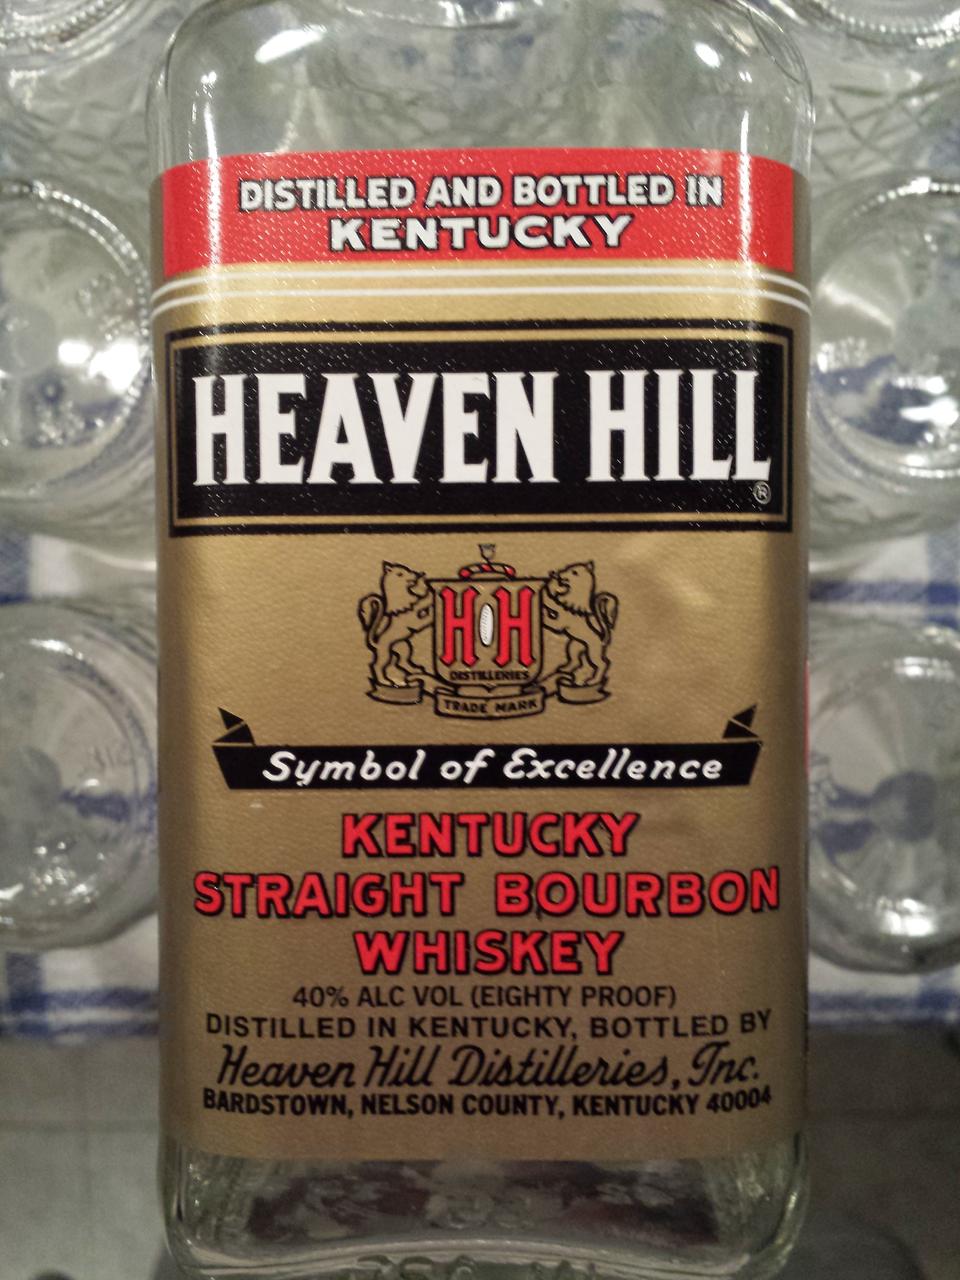 DISTILLED AND BOTTLED IN
KENTUCKY
HEAVEN HILL
®
H H
DISTILLERIES
TRADE MARK
Symbol of Excellence
KENTUCKY
STRAIGHT BOURBON
WHISKEY
40% ALC VOL (EIGHTY PROOF)
DISTILLED IN KENTUCKY, BOTTLED BY
Heaven Hill Distilleries, Inc.
BARDSTOWN, NELSON COUNTY, KENTUCKY 40004